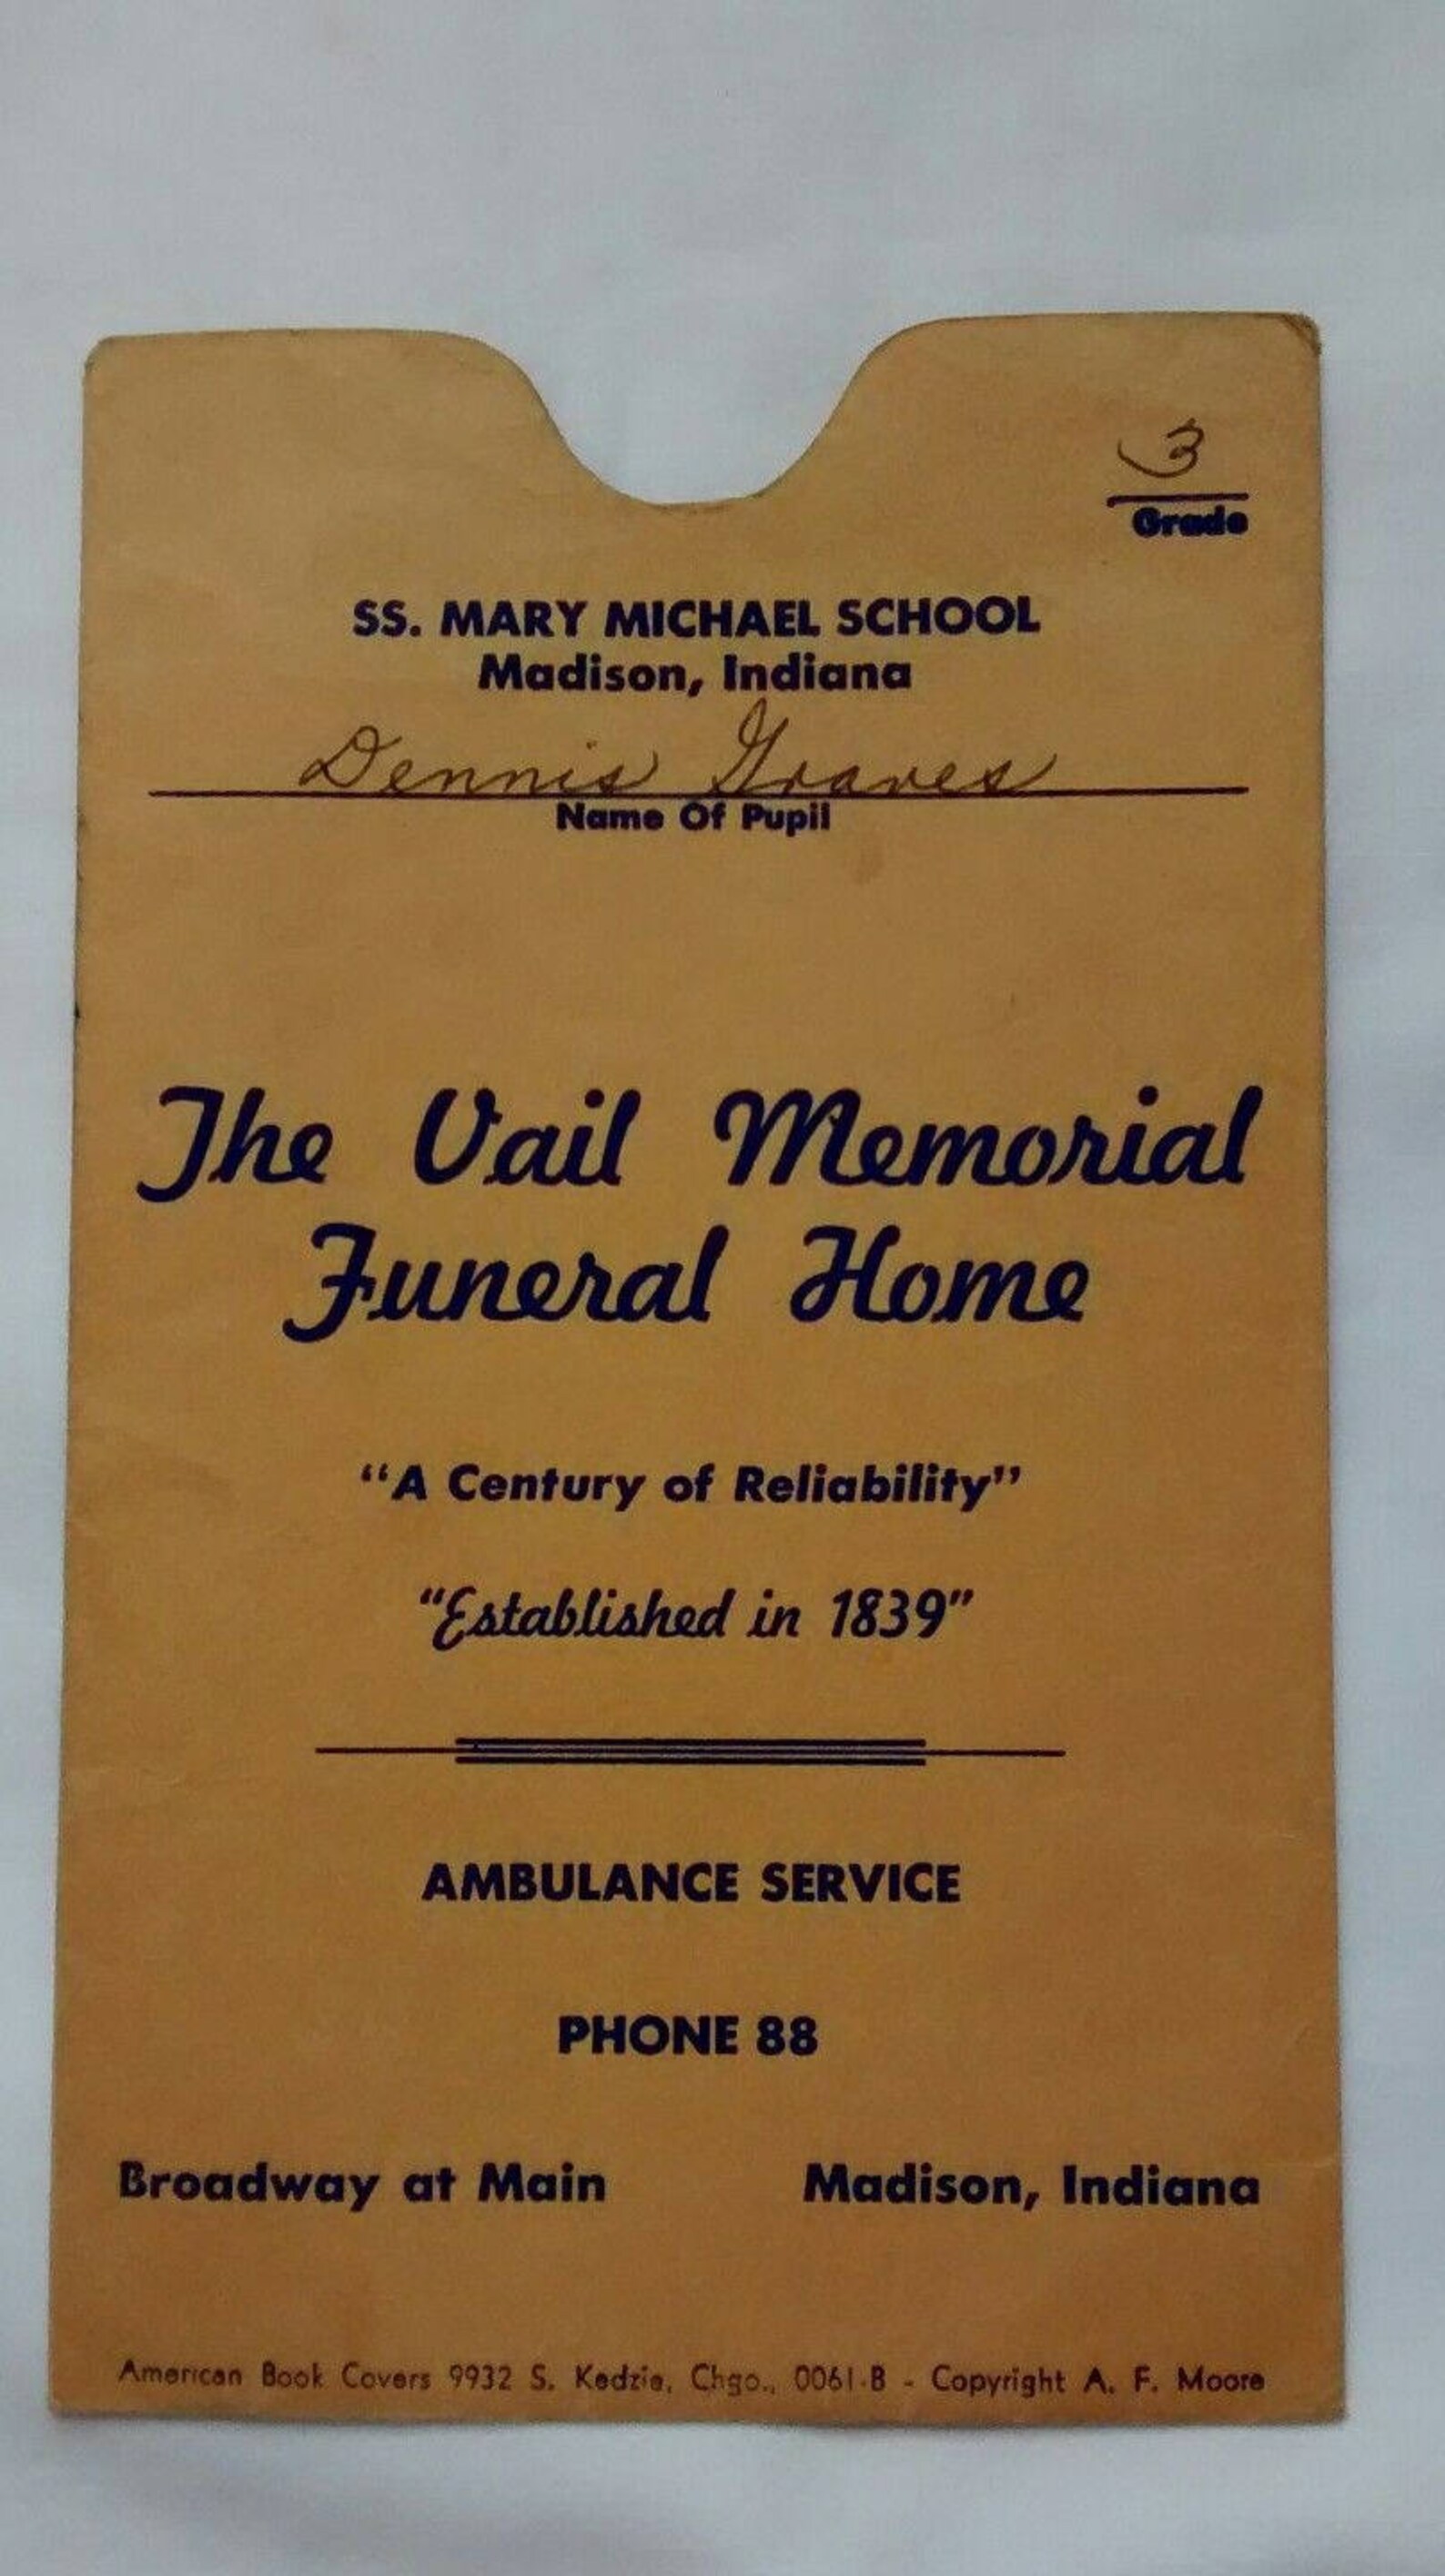 3
Grade
SS. MARY MICHAEL SCHOOL
Madison, Indiana
Dennis Graves
Name Of Pupil
The Vail Memorial
Funeral Home
“A Century of Reliability”
“Established in 1839”
AMBULANCE SERVICE
PHONE 88
Broadway at Main Madison, Indiana
American Book Covers 9932 S. Kedzie, Chgo., 0061-B - Copyright A. F. Moore